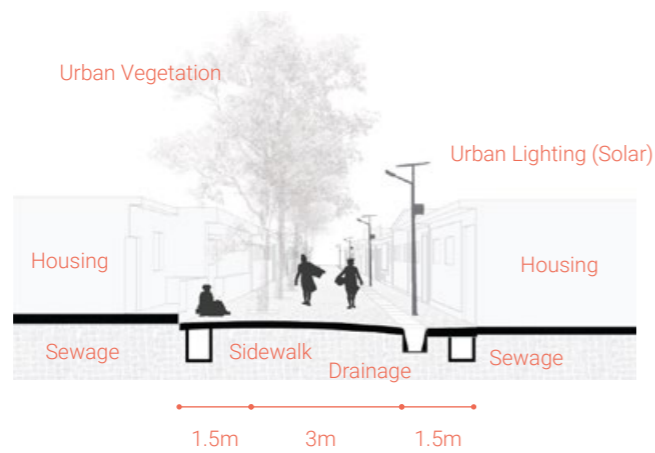 Urban Vegetation
Urban Lighting (Solar)
Housing
Housing
Sewage
Sidewalk
Drainage
Sewage
1.5m
3m
1.5m